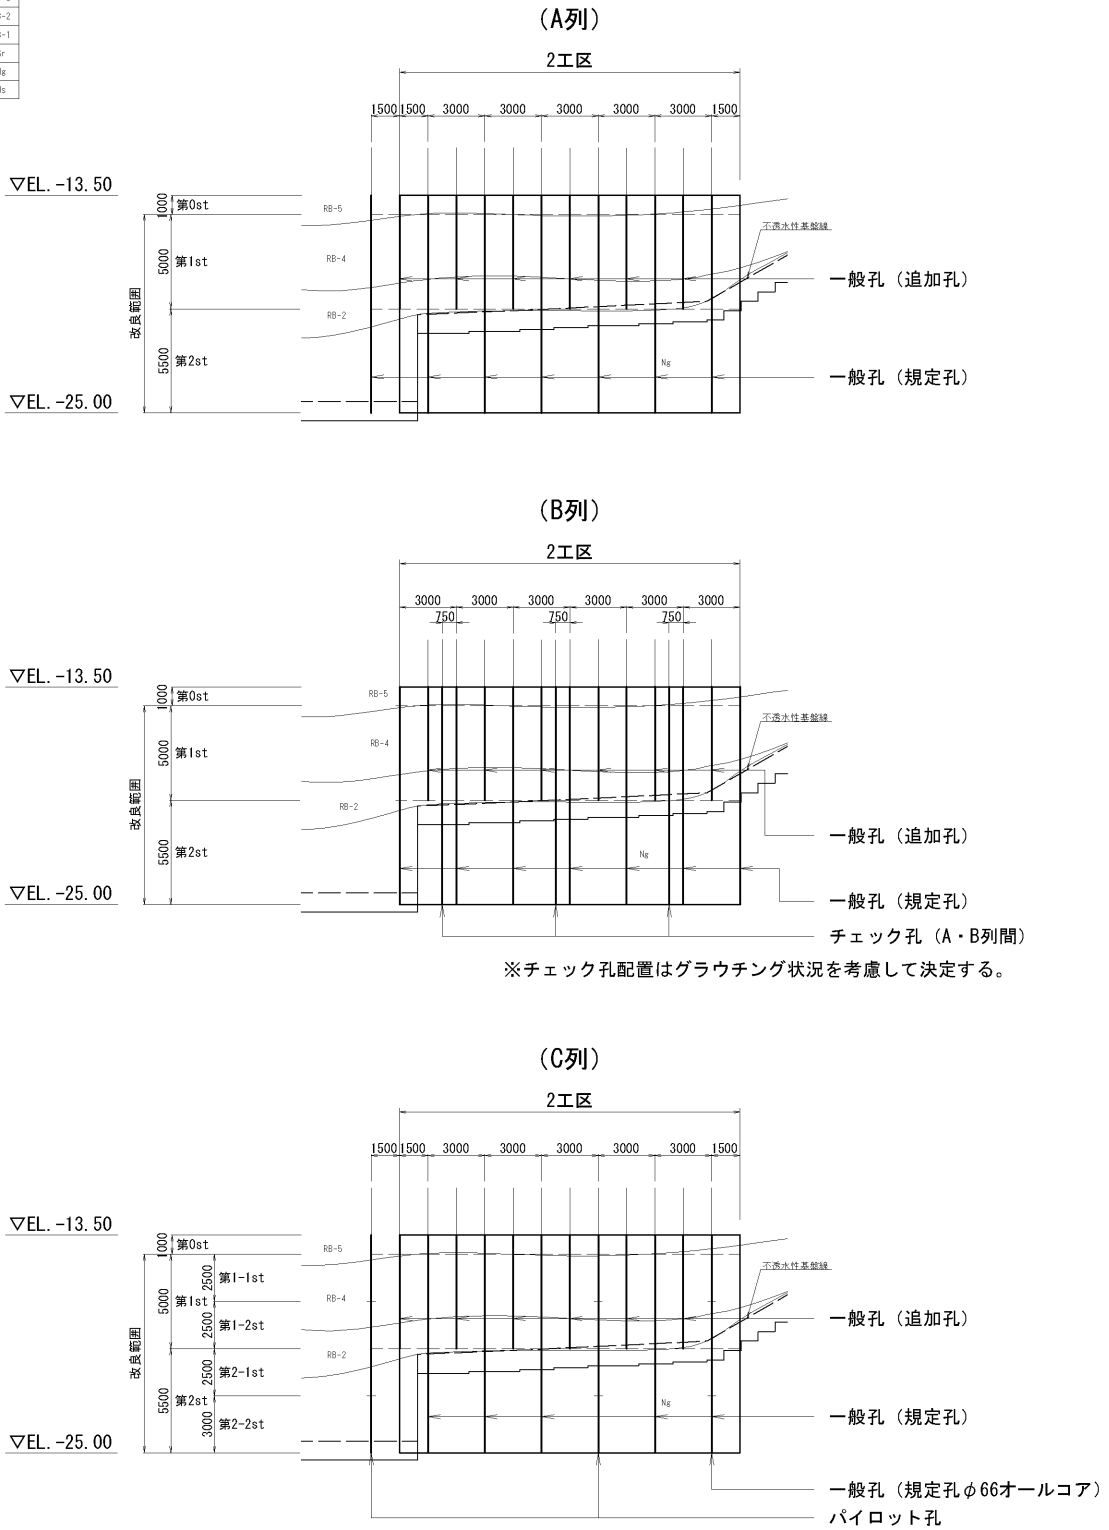 -2
-1
(A列)
2工区
1500 1500 3000 3000 3000 3000 3000 1500
▽EL.-13.50
1000
第0st
RB-5
不透水性基盤線
5000
第1st
RB-4
一般孔（追加孔）
改良範囲
RB-2
5500
第2st
Ng
一般孔（規定孔）
▽EL.-25.00
(B列)
2工区
3000 3000 3000 3000 3000 3000
750 750 750
▽EL.-13.50
1000
第0st
RB-5
不透水性基盤線
5000
第1st
RB-4
改良範囲
RB-2
一般孔（追加孔）
5500
第2st
Ng
▽EL.-25.00
一般孔（規定孔）
チェック孔（A・B列間）
※チェック孔配置はグラウチング状況を考慮して決定する。
(C列)
2工区
1500 1500 3000 3000 3000 3000 3000 1500
▽EL.-13.50
1000
第0st
RB-5
不透水性基盤線
2500
第1-1st
5000
第1st
RB-4
2500
第1-2st
一般孔（追加孔）
改良範囲
RB-2
2500
第2-1st
5500
第2st
Ng
3000
第2-2st
一般孔（規定孔）
▽EL.-25.00
一般孔（規定孔φ66オールコア）
パイロット孔